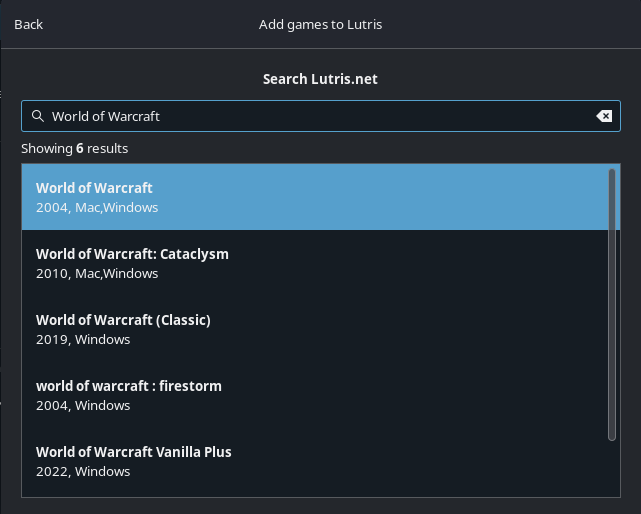 Back
Add games to Lutris
Search Lutris.net
World of Warcraft
Showing 6 results
World of Warcraft
2004, Mac,Windows
World of Warcraft: Cataclysm
2010, Mac,Windows
World of Warcraft (Classic)
2019, Windows
world of warcraft : firestorm
2004, Windows
World of Warcraft Vanilla Plus
2022, Windows